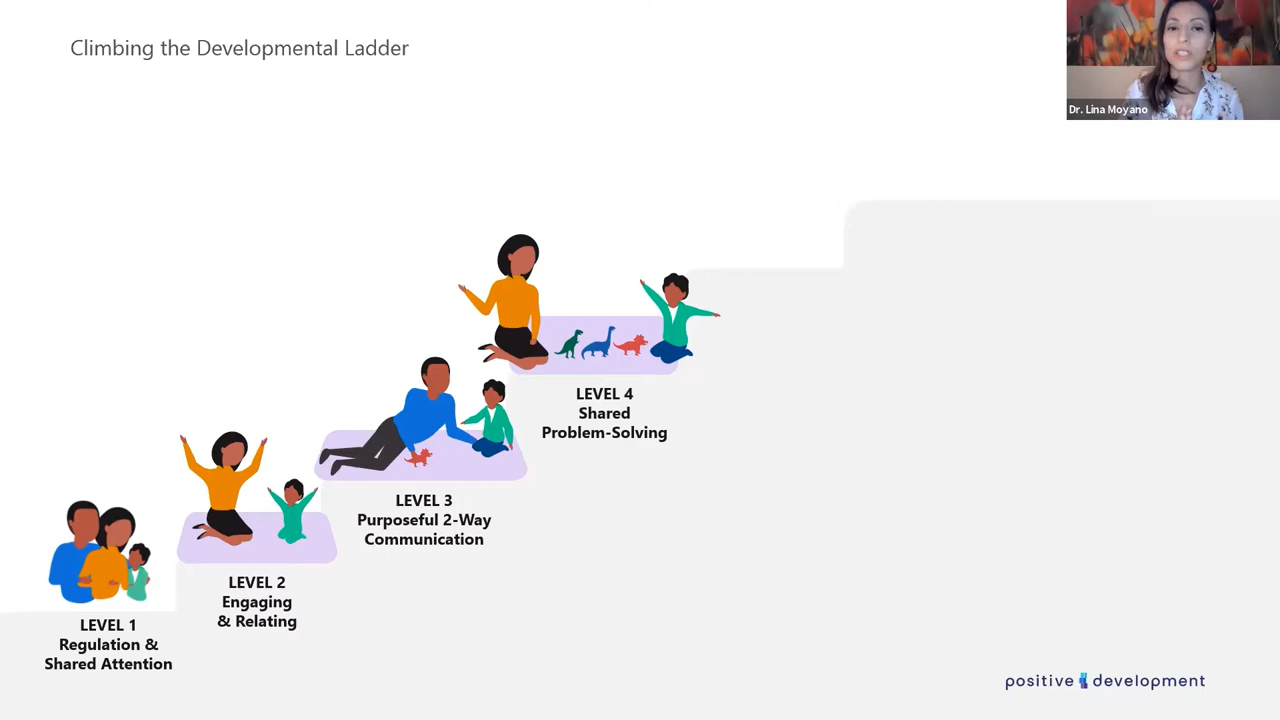 Climbing the Developmental Ladder
Dr. Lina Moyano
LEVEL 4
Shared
Problem-Solving
LEVEL 3
Purposeful 2-Way
Communication
LEVEL 2
Engaging
& Relating
LEVEL 1
Regulation &
Shared Attention
positive development